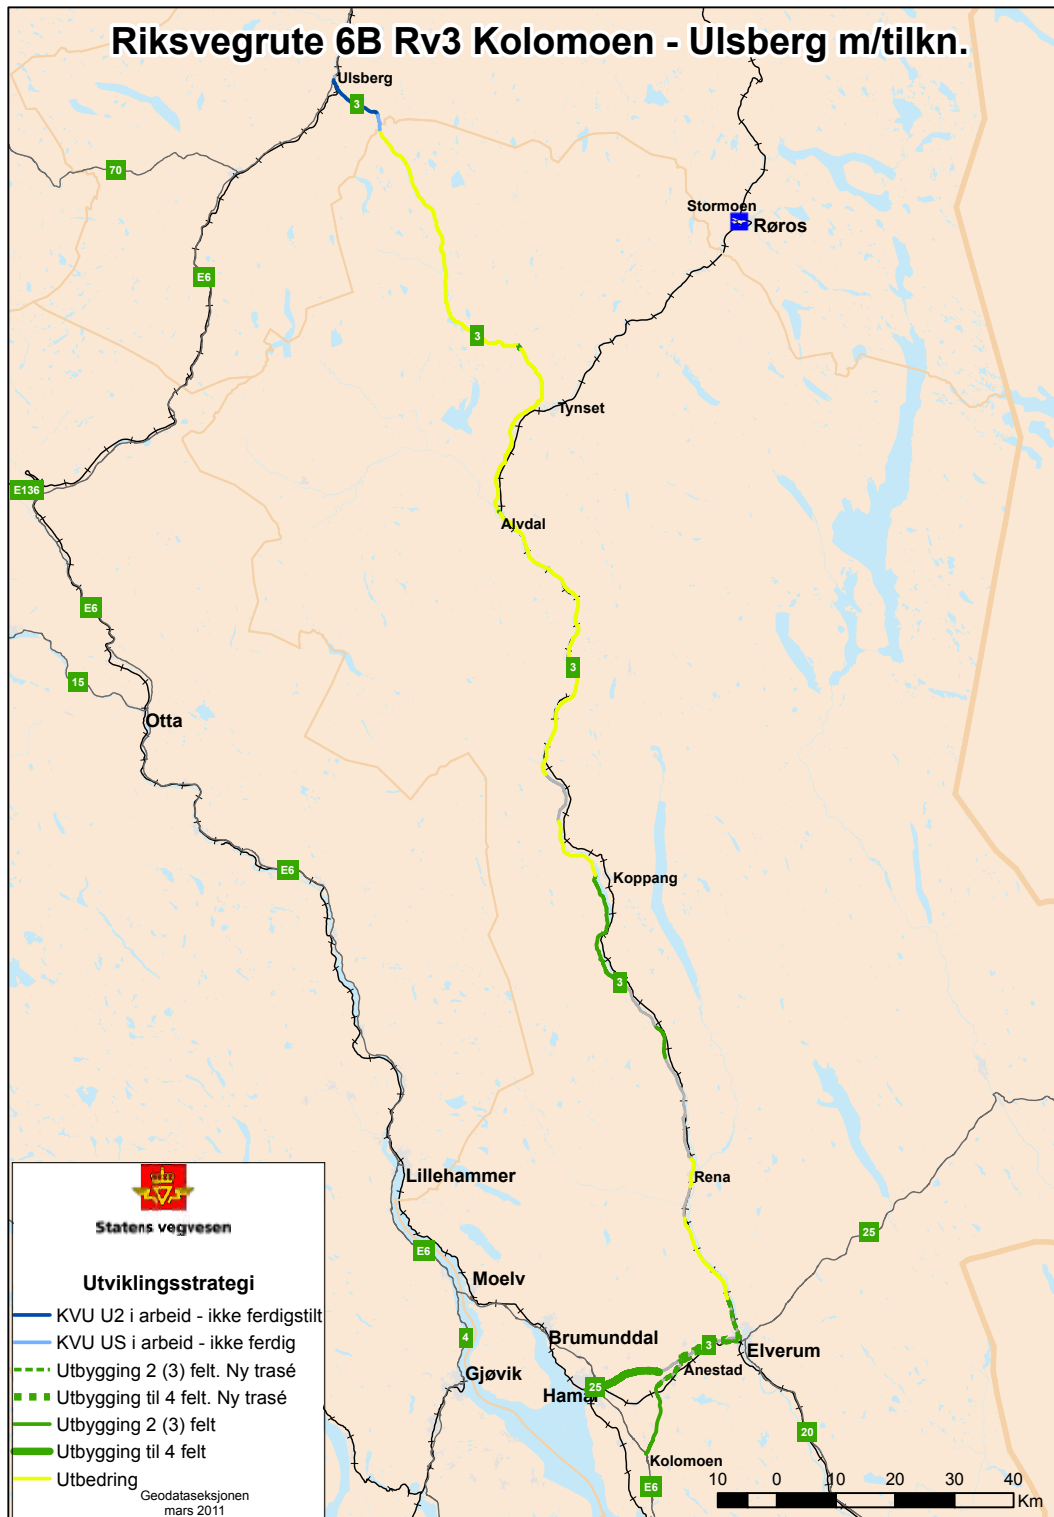 Riksvegrute 6B Rv3 Kolomoen - Ulsberg m/tilkn.
Ulsberg
3
70
Stormoen
Røros
E6
3
Tynset
E136
Alvdal
E6
3
15
Otta
E6
Koppang
3
Rena
Lillehammer
25
E6
Moelv
4
Brumunddal
3
Elverum
Anestad
Gjøvik
25
Hamar
20
Kolomoen
E6
Statens vegvesen
Utviklingsstrategi
KVU U2 i arbeid - ikke ferdigstilt
KVU US i arbeid - ikke ferdig
Utbygging 2 (3) felt. Ny trasé
Utbygging til 4 felt. Ny trasé
Utbygging 2 (3) felt
Utbygging til 4 felt
Utbedring
Geodataseksjonen
mars 2011
10 0 10 20 30 40
Km